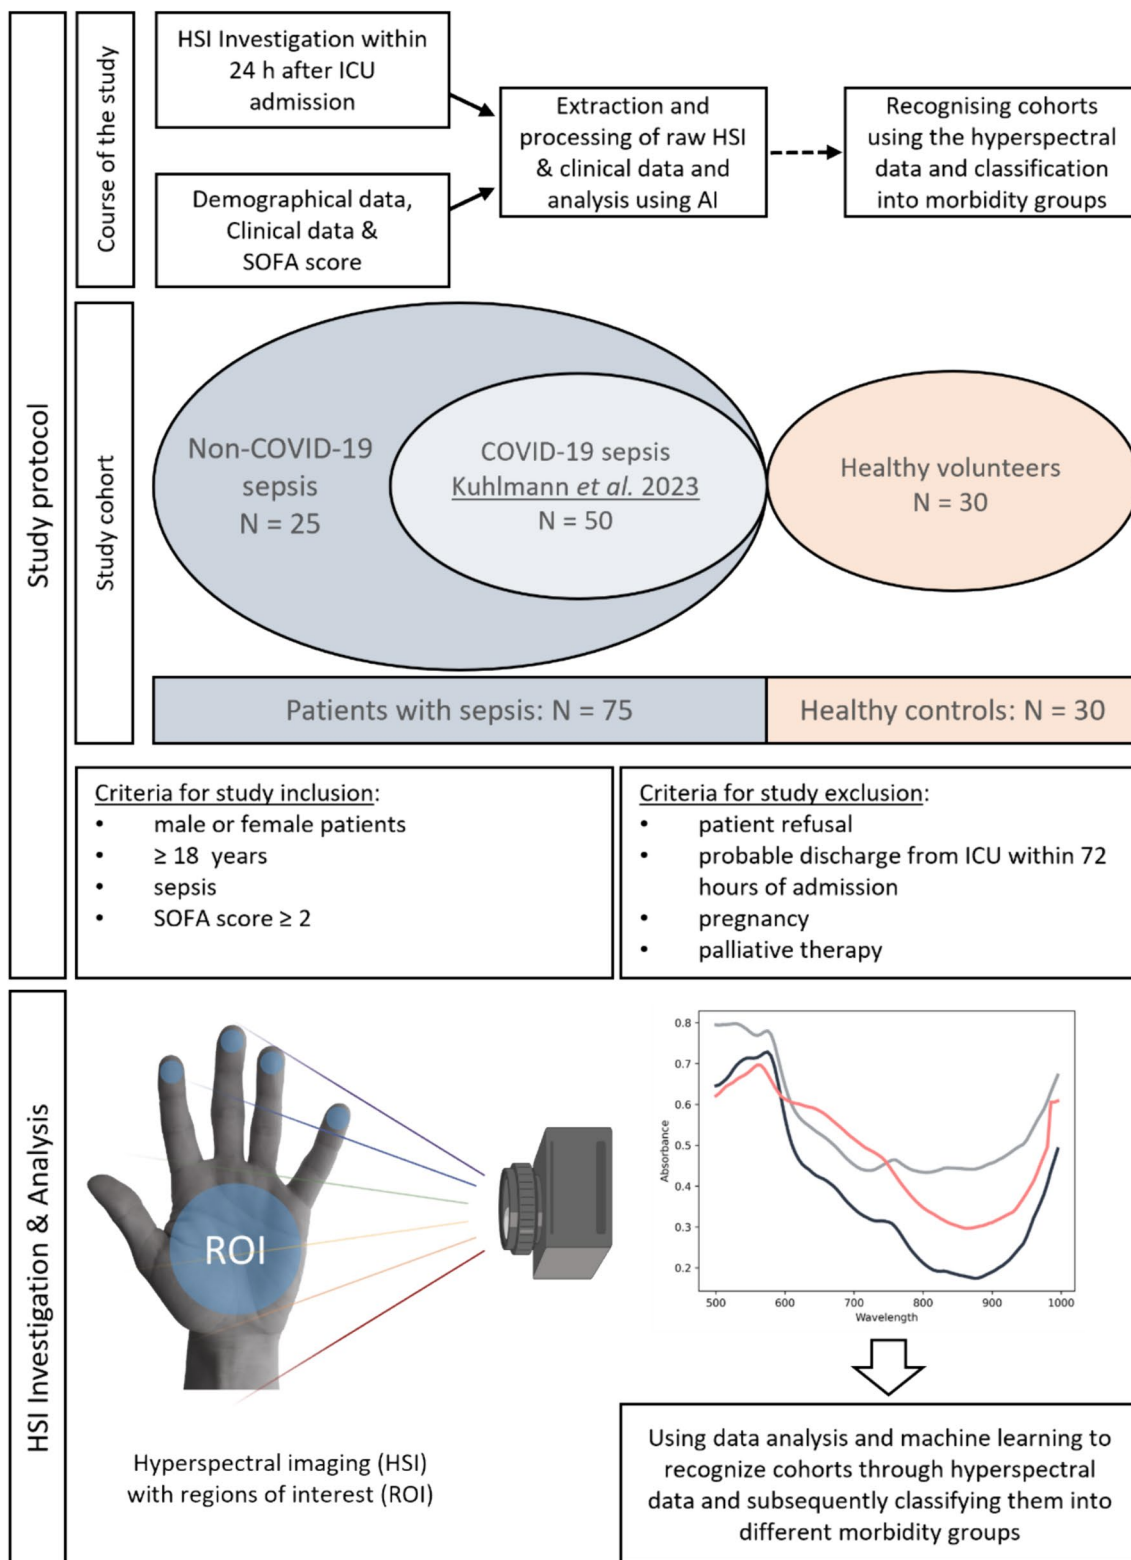 Study protocol
Course of the study
HSI Investigation within
24 h after ICU
admission
Demographical data,
Clinical data &
SOFA score
Extraction and
processing of raw HSI
& clinical data and
analysis using AI
Recognising cohorts
using the hyperspectral
data and classification
into morbidity groups
Study cohort
Non-COVID-19
sepsis
N = 25
COVID-19 sepsis
Kuhlmann et al. 2023
N = 50
Healthy volunteers
N = 30
Patients with sepsis: N = 75
Healthy controls: N = 30
Criteria for study inclusion:
• male or female patients
• ≥ 18 years
• sepsis
• SOFA score ≥ 2
Criteria for study exclusion:
• patient refusal
• probable discharge from ICU within 72
hours of admission
• pregnancy
• palliative therapy
HSI Investigation & Analysis
ROI
Hyperspectral imaging (HSI)
with regions of interest (ROI)
Absorbance
0.8
0.7
0.6
0.5
0.4
0.3
0.2
500 600 700 800 900 1000
Wavelength
Using data analysis and machine learning to
recognize cohorts through hyperspectral
data and subsequently classifying them into
different morbidity groups